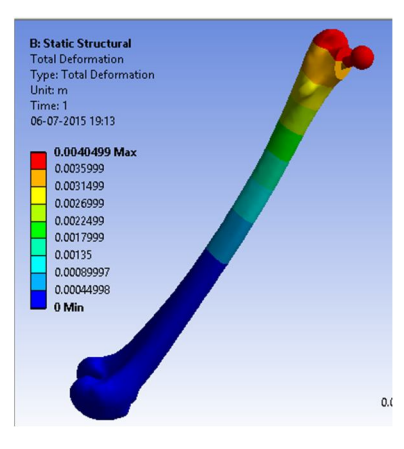 B: Static Structural
Total Deformation
Type: Total Deformation
Unit: m
Time: 1
06-07-2015 19:13
0.0040499 Max
0.0035999
0.0031499
0.0026999
0.0022499
0.0017999
0.00135
0.00089997
0.00044998
0 Min